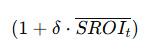 (1 + δ · \overline{SROI_t})